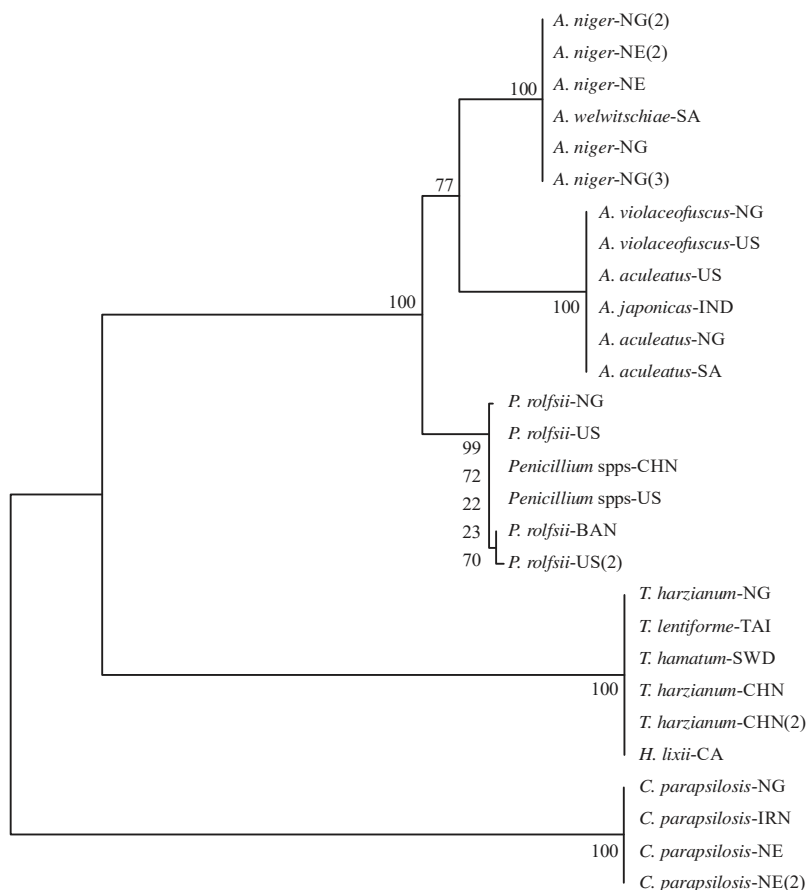 A. niger-NG(2)
A. niger-NE(2)
A. niger-NE
100
A. welwitschiae-SA
A. niger-NG
A. niger-NG(3)
77
A. violaceofuscus-NG
A. violaceofuscus-US
A. aculeatus-US
100
100
A. japonicas-IND
A. aculeatus-NG
A. aculeatus-SA
P. rolfsii-NG
P. rolfsii-US
99
Penicillium spps-CHN
72
Penicillium spps-US
22
P. rolfsii-BAN
23
P. rolfsii-US(2)
70
T. harzianum-NG
T. lentiforme-TAI
T. hamatum-SWD
100
T. harzianum-CHN
T. harzianum-CHN(2)
H. lixii-CA
C. parapsilosis-NG
C. parapsilosis-IRN
100
C. parapsilosis-NE
C. parapsilosis-NE(2)